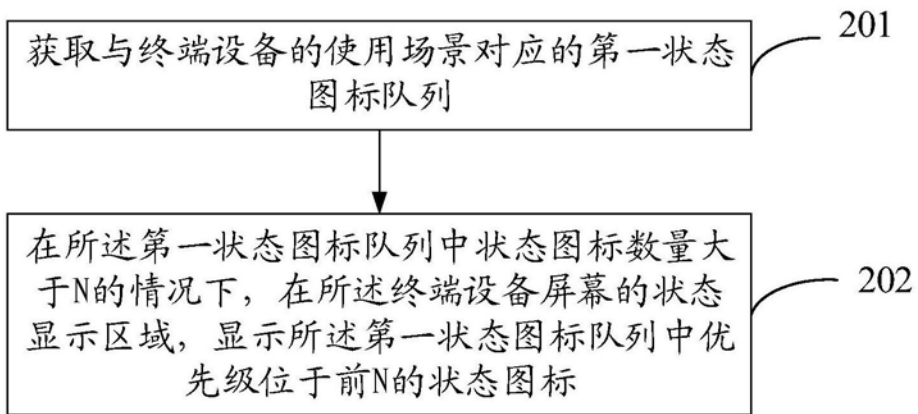 201
获取与终端设备的使用场景对应的第一状态
图标队列
在所述第一状态图标队列中状态图标数量大
于N的情况下，在所述终端设备屏幕的状态
显示区域，显示所述第一状态图标队列中优
先级位于前N的状态图标
202